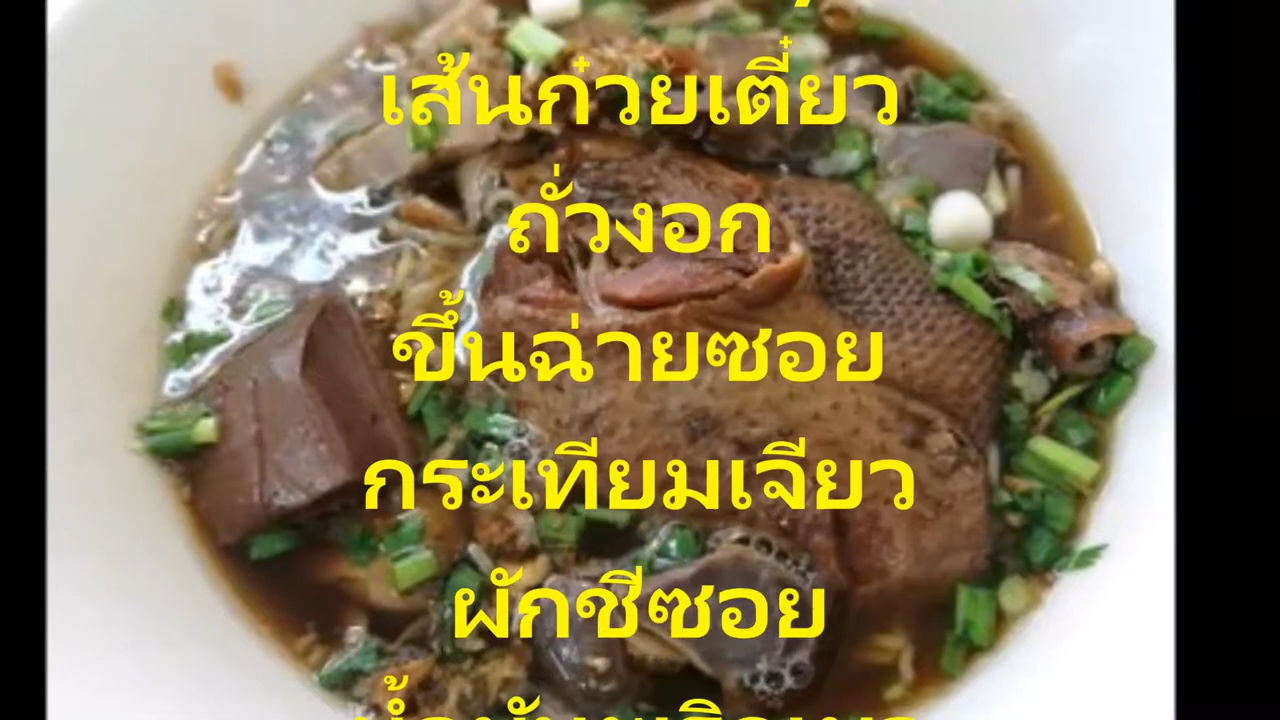 เส้นก๋วยเตี๋ยว
ถั่วงอก
ขึ้นฉ่ายซอย
กระเทียมเจียว
ผักชีซอย